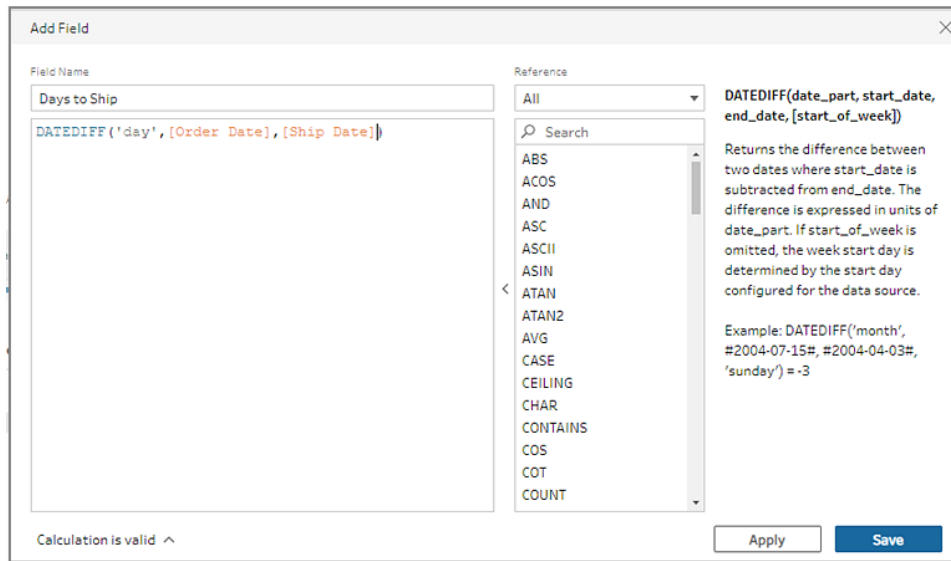 Add Field
Field Name
Days to Ship
DATEDIFF('day',[Order Date],[Ship Date])
Calculation is valid
Reference
All
Search
ABS
ACOS
AND
ASC
ASCII
ASIN
ATAN
ATAN2
AVG
CASE
CEILING
CHAR
CONTAINS
COS
COT
COUNT
DATEDIFF(date_part, start_date,
end_date, [start_of_week])
Returns the difference between
two dates where start_date is
subtracted from end_date. The
difference is expressed in units of
date_part. If start_of_week is
omitted, the week start day is
determined by the start day
configured for the data source.
Example: DATEDIFF('month',
#2004-07-15#, #2004-04-03#,
'sunday') = -3
Apply
Save